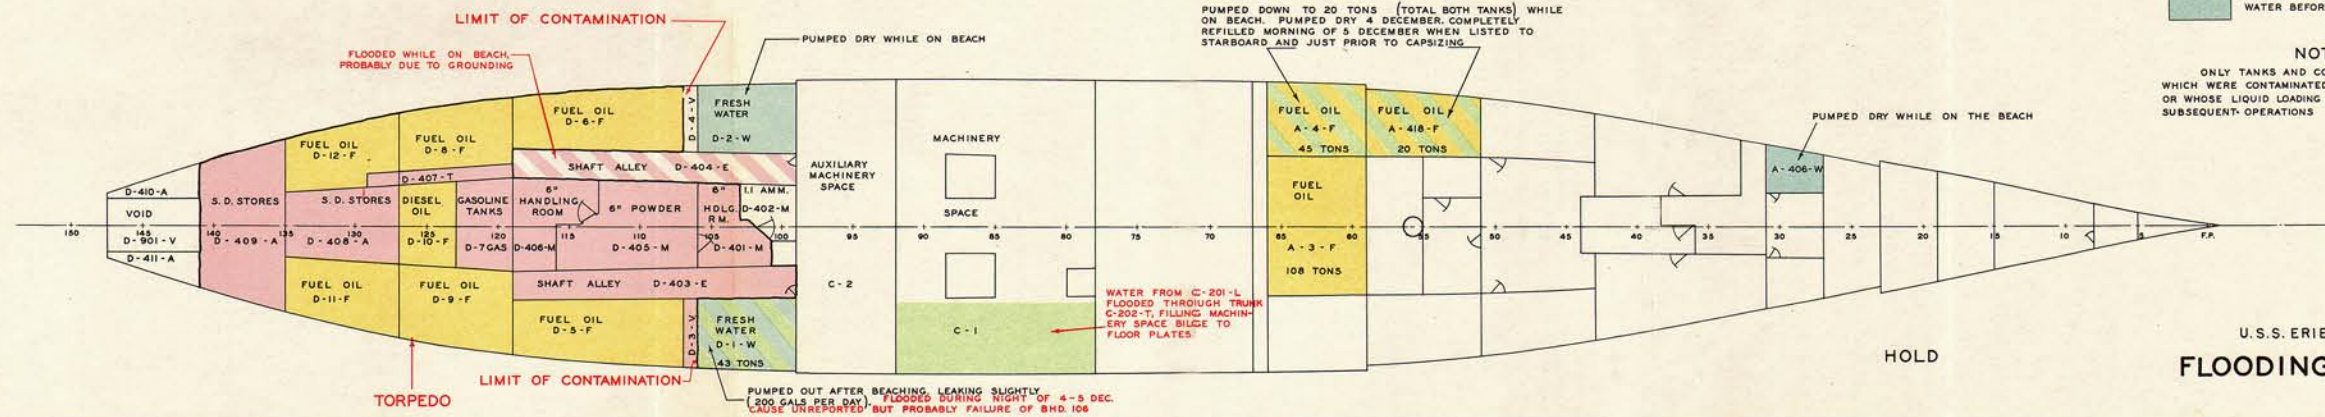 PUMPED DOWN TO 20 TONS (TOTAL BOTH TANKS) WHILE
ON BEACH. PUMPED DRY 4 DECEMBER. COMPLETELY
REFILLED MORNING OF 5 DECEMBER WHEN LISTED TO
STARBOARD AND JUST PRIOR TO CAPSIZING
WATER BEFOR
LIMIT OF CONTAMINATION
PUMPED DRY WHILE ON BEACH
FLOODED WHILE ON BEACH,
PROBABLY DUE TO GROUNDING
NOT
ONLY TANKS AND CO
WHICH WERE CONTAMINATED
OR WHOSE LIQUID LOADING
SUBSEQUENT OPERATIONS
PUMPED DRY WHILE ON THE BEACH
FUEL OIL
D-12-F
FUEL OIL
D-8-F
FUEL OIL
D-6-F
D-4-V
FRESH
WATER
D-2-W
SHAFT ALLEY D-404-E
D-407-T
AUXILIARY
MACHINERY
SPACE
MACHINERY
SPACE
FUEL OIL
A-4-F
45 TONS
FUEL OIL
A-418-F
20 TONS
A-406-W
D-410-A
VOID
D-901-V
D-411-A
S.D. STORES
D-409-A
S.D. STORES
D-408-A
DIESEL
OIL
D-10-F
GASOLINE
TANKS
D-7GAS
6"
HANDLING
ROOM
D-406-M
6" POWDER
D-405-M
6"
HDLG.
RM.
D-401-M
1.1 AMM.
D-402-M
FUEL
OIL
A-3-F
108 TONS
150 145 140 135 130 125 120 115 110 105 100 95 90 85 80 75 70 65 60 55 50 45 40 35 30 25 20 15 10 5 F.P.
SHAFT ALLEY D-403-E
C-2
FUEL OIL
D-11-F
FUEL OIL
D-9-F
FUEL OIL
D-5-F
D-3-V
FRESH
WATER
D-1-W
43 TONS
C-1
WATER FROM C-201-L
FLOODED THROUGH TRUNK
C-202-T, FILLING MACHIN-
ERY SPACE BILGE TO
FLOOR PLATES
LIMIT OF CONTAMINATION
TORPEDO
PUMPED OUT AFTER BEACHING, LEAKING SLIGHTLY
(200 GALS PER DAY). FLOODED DURING NIGHT OF 4-5 DEC.
CAUSE UNREPORTED BUT PROBABLY FAILURE OF BHD. 106
HOLD
U.S.S. ERIE
FLOODING